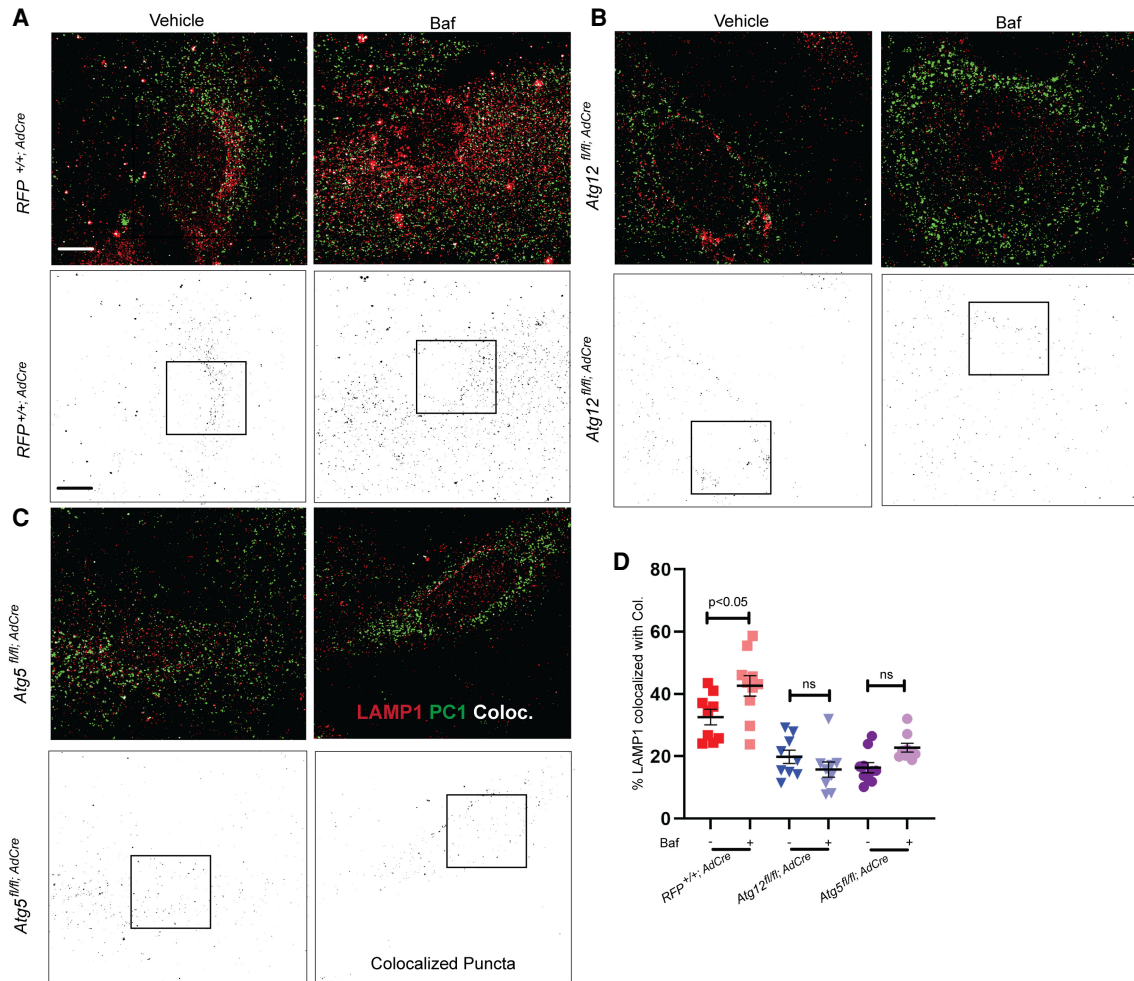 A
Vehicle
Baf
RFP +/+; AdCre
RFP+/+; AdCre
B
Vehicle
Baf
Atg12 fl/fl; AdCre
Atg12fl/fl; AdCre
C
Atg5 fl/fl; AdCre
LAMP1 PC1 Coloc.
Atg5fl/fl; AdCre
Colocalized Puncta
D
% LAMP1 colocalized with Col.
80
60
40
20
0
p<0.05
ns
ns
Baf - + - + - +
RFP+/+; AdCre
Atg12fl/fl; AdCre
Atg5fl/fl; AdCre